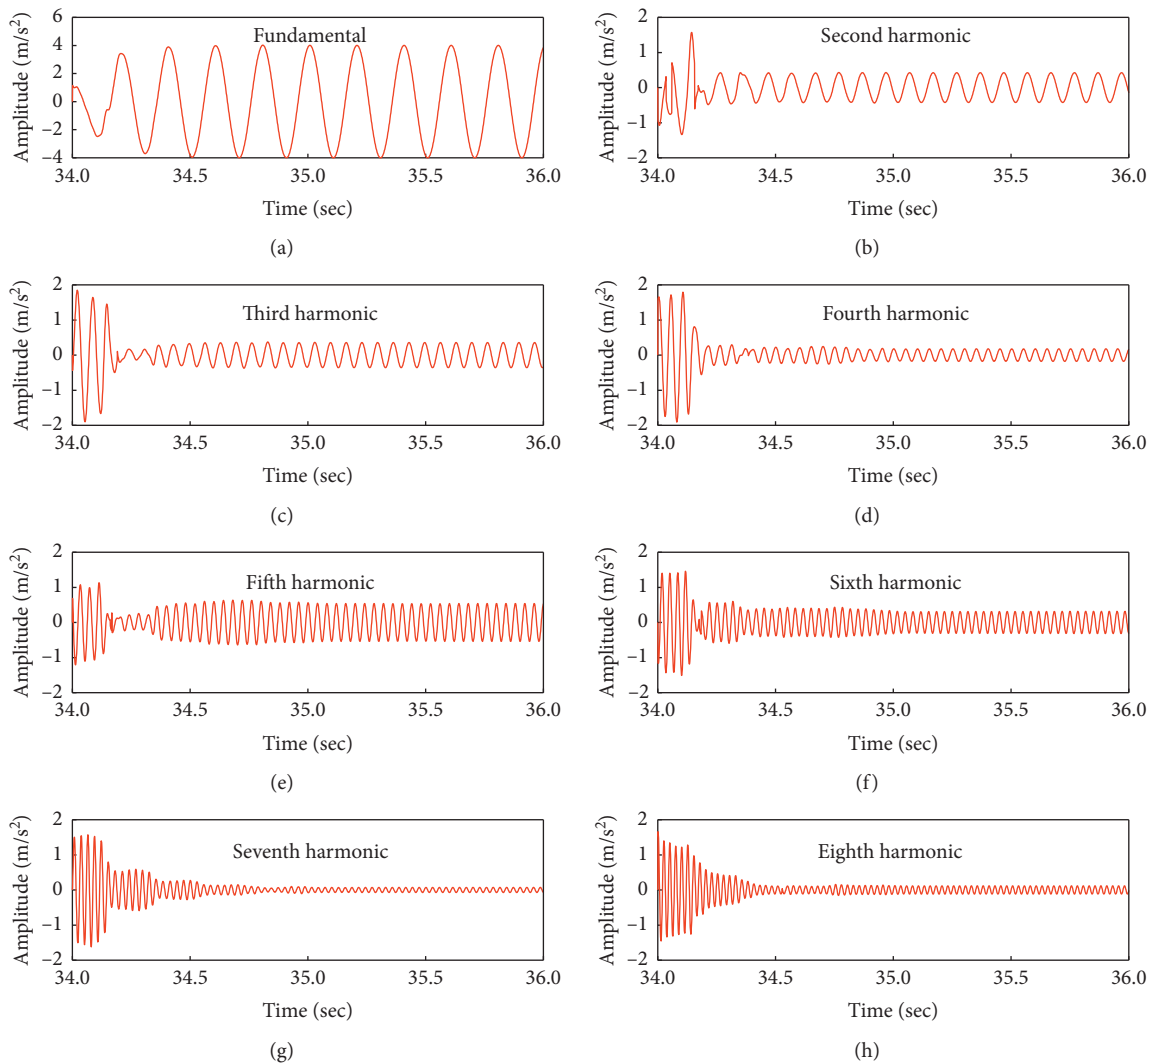 Fundamental
Amplitude (m/s²)
6
4
2
0
−2
−4
34.0 34.5 35.0 35.5 36.0
Time (sec)
(a)
Second harmonic
Amplitude (m/s²)
2
1
0
−1
−2
34.0 34.5 35.0 35.5 36.0
Time (sec)
(b)
Third harmonic
Amplitude (m/s²)
2
1
0
−1
−2
34.0 34.5 35.0 35.5 36.0
Time (sec)
(c)
Fourth harmonic
Amplitude (m/s²)
2
1
0
−1
−2
34.0 34.5 35.0 35.5 36.0
Time (sec)
(d)
Fifth harmonic
Amplitude (m/s²)
2
1
0
−1
−2
34.0 34.5 35.0 35.5 36.0
Time (sec)
(e)
Sixth harmonic
Amplitude (m/s²)
2
1
0
−1
−2
34.0 34.5 35.0 35.5 36.0
Time (sec)
(f)
Seventh harmonic
Amplitude (m/s²)
2
1
0
−1
−2
34.0 34.5 35.0 35.5 36.0
Time (sec)
(g)
Eighth harmonic
Amplitude (m/s²)
2
1
0
−1
−2
34.0 34.5 35.0 35.5 36.0
Time (sec)
(h)